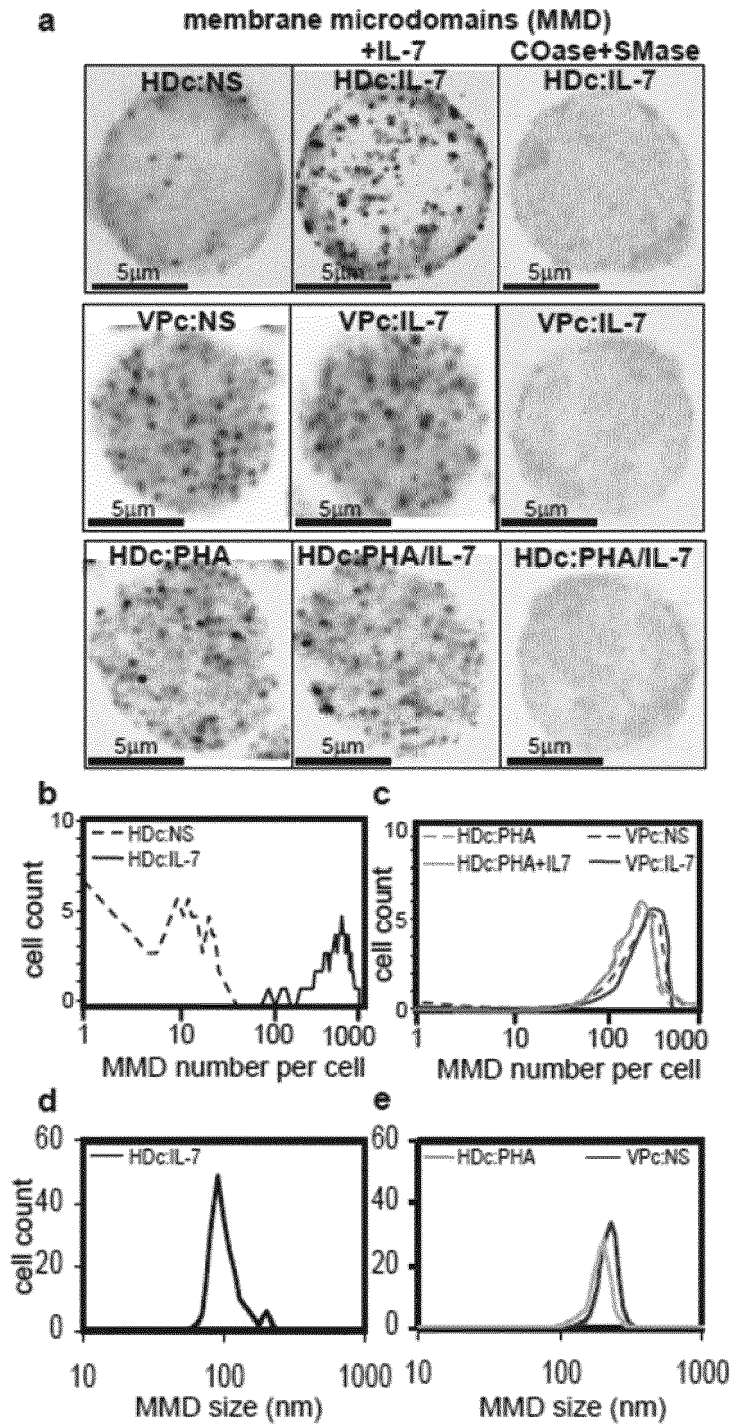 a
membrane microdomains (MMD)
+IL-7 COase+SMase
HDc:NS HDc:IL-7 HDc:IL-7
5μm 5μm 5μm
VPc:NS VPc:IL-7 VPc:IL-7
5μm 5μm 5μm
HDc:PHA HDc:PHA/IL-7 HDc:PHA/IL-7
5μm 5μm 5μm
b
10
5
0
cell count
HDc:NS
HDc:IL-7
1 10 100 1000
MMD number per cell
c
10
5
0
cell count
HDc:PHA VPc:NS
HDc:PHA+IL7 VPc:IL-7
1 10 100 1000
MMD number per cell
d
60
40
20
0
cell count
HDc:IL-7
10 100 1000
MMD size (nm)
e
60
40
20
0
HDc:PHA VPc:NS
10 100 1000
MMD size (nm)